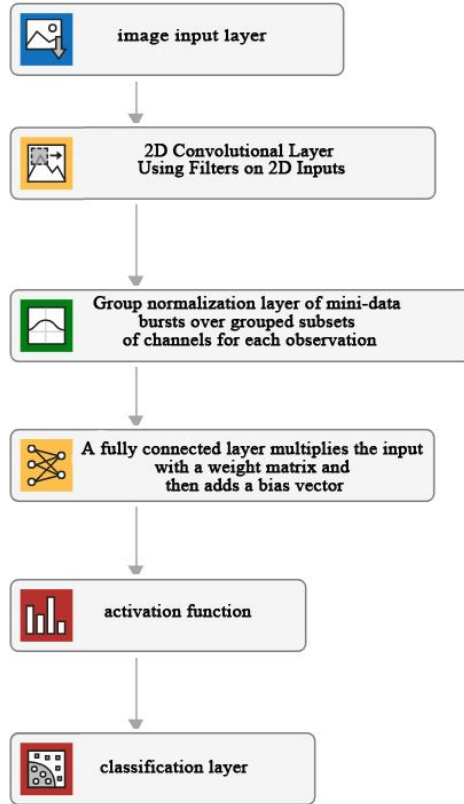 image input layer
2D Convolutional Layer
Using Filters on 2D Inputs
Group normalization layer of mini-data
bursts over grouped subsets
of channels for each observation
A fully connected layer multiplies the input
with a weight matrix and
then adds a bias vector
activation function
classification layer